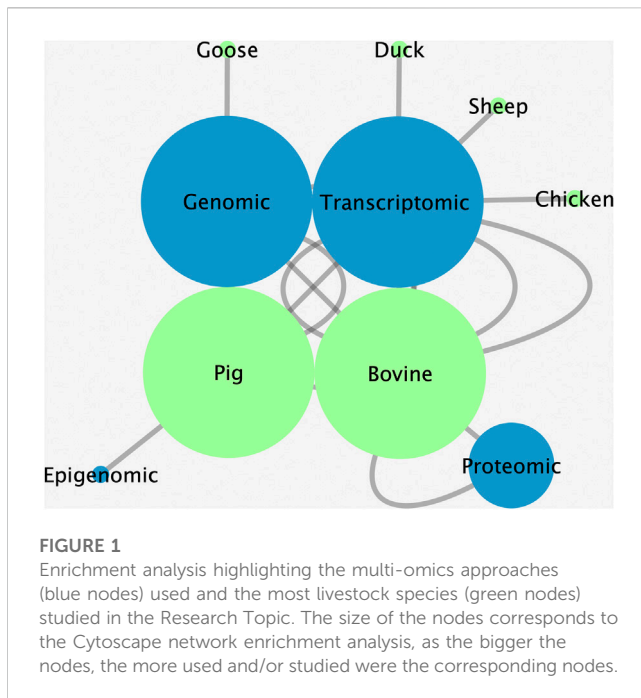 Goose
Duck
Sheep
Chicken
Genomic
Transcriptomic
Pig
Bovine
Epigenomic
Proteomic
FIGURE 1
Enrichment analysis highlighting the multi-omics approaches
(blue nodes) used and the most livestock species (green nodes)
studied in the Research Topic. The size of the nodes corresponds to
the Cytoscape network enrichment analysis, as the bigger the
nodes, the more used and/or studied were the corresponding nodes.